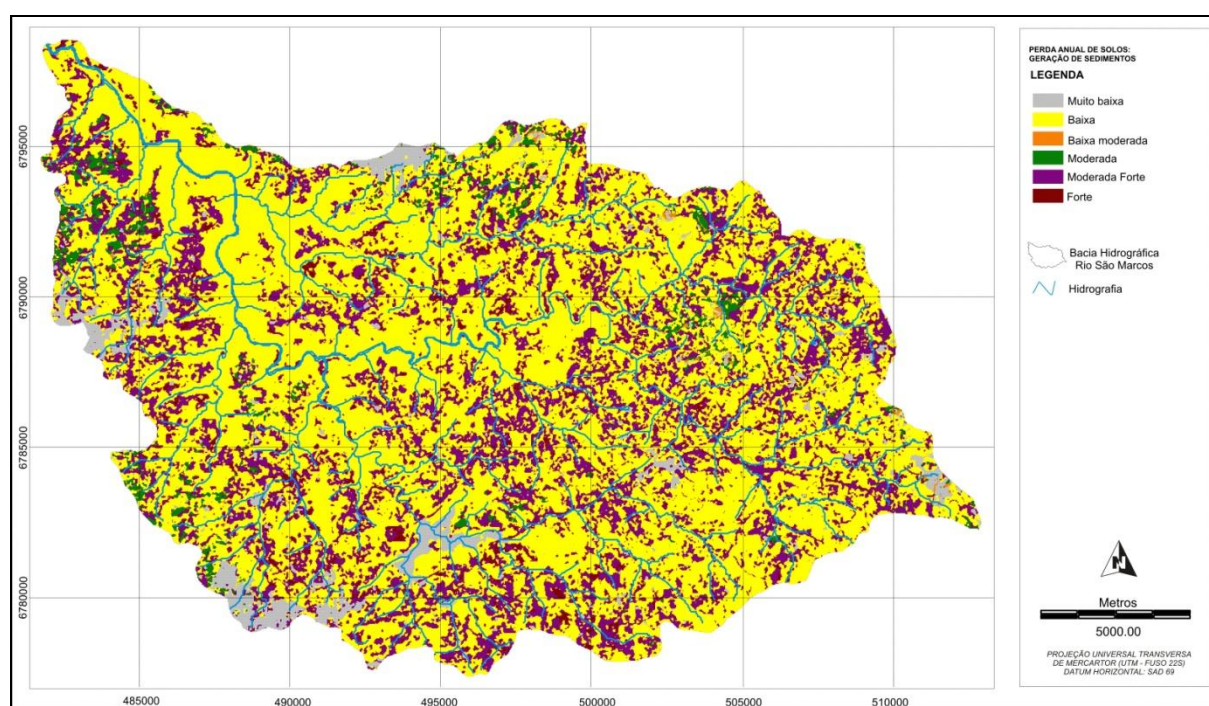 PERDA ANUAL DE SOLOS:
GERAÇÃO DE SEDIMENTOS
LEGENDA
Muito baixa
Baixa
Baixa moderada
Moderada
Moderada Forte
Forte
Bacia Hidrográfica
Rio São Marcos
Hidrografia
N
Metros
5000.00
PROJEÇÃO UNIVERSAL TRANSVERSA
DE MERCARTOR (UTM - FUSO 22S)
DATUM HORIZONTAL: SAD 69
6795000
6790000
6785000
6780000
485000
490000
495000
500000
505000
510000